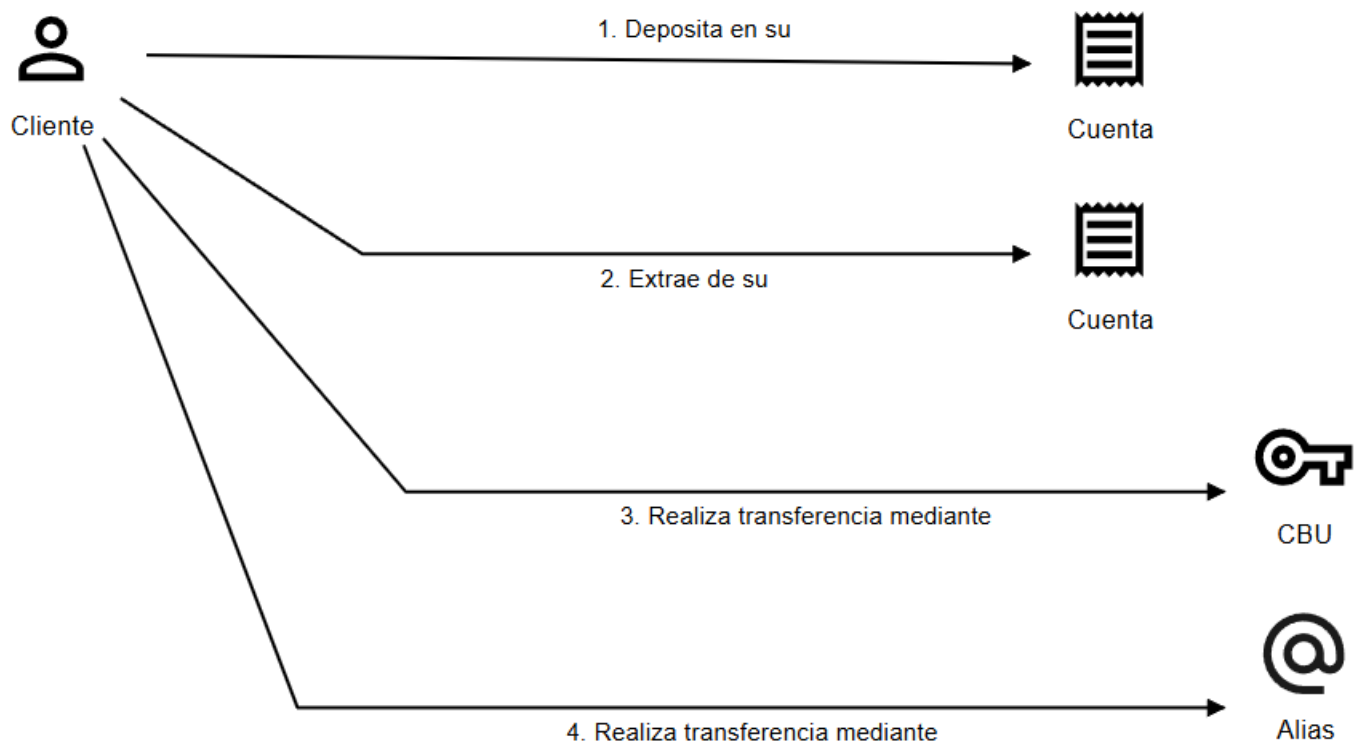 1. Deposita en su
Cliente
Cuenta
2. Extrae de su
Cuenta
3. Realiza transferencia mediante
CBU
4. Realiza transferencia mediante
Alias